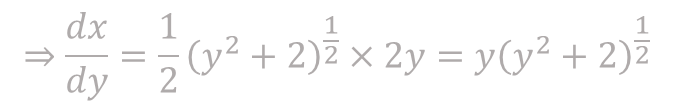 ⇒ dx/dy = 1/2 (y² + 2)^(1/2) × 2y = y(y² + 2)^(1/2)